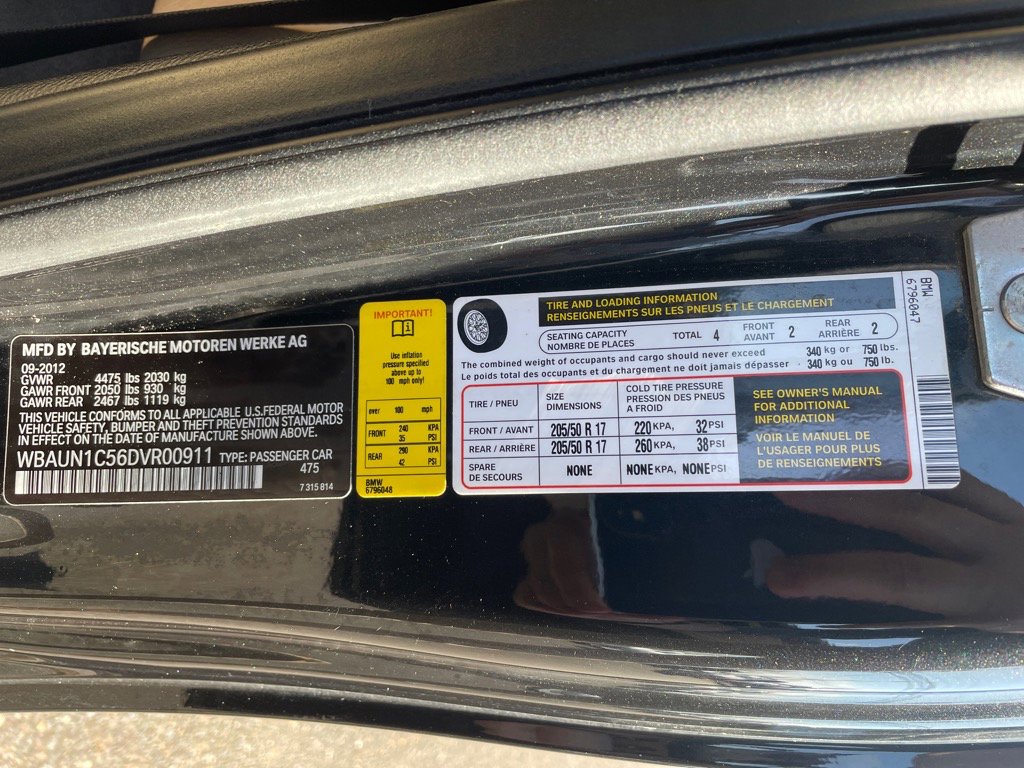 MFD BY BAYERISCHE MOTOREN WERKE AG
09-2012
GVWR 4475 lbs 2030 kg
GAWR FRONT 2050 lbs 930 kg
GAWR REAR 2467 lbs 1119 kg
THIS VEHICLE CONFORMS TO ALL APPLICABLE U.S.FEDERAL MOTOR
VEHICLE SAFETY, BUMPER AND THEFT PREVENTION STANDARDS
IN EFFECT ON THE DATE OF MANUFACTURE SHOWN ABOVE.
WBAUN1C56DVR00911 TYPE: PASSENGER CAR
475
7 315 814
IMPORTANT!
Use inflation
pressure specified
above up to
100 mph only!
over 100 mph
FRONT 240 KPA
35 PSI
REAR 290 KPA
42 PSI
BMW
6796048
TIRE AND LOADING INFORMATION
RENSEIGNEMENTS SUR LES PNEUS ET LE CHARGEMENT
SEATING CAPACITY
NOMBRE DE PLACES
TOTAL 4
FRONT
AVANT 2
REAR
ARRIÈRE 2
The combined weight of occupants and cargo should never exceed 340 kg or 750 lbs.
Le poids total des occupants et du chargement ne doit jamais dépasser 340 kg ou 750 lb.
TIRE / PNEU
SIZE
DIMENSIONS
COLD TIRE PRESSURE
PRESSION DES PNEUS
A FROID
FRONT / AVANT 205/50 R 17 220 KPA, 32 PSI
REAR / ARRIÈRE 205/50 R 17 260 KPA, 38 PSI
SPARE
DE SECOURS
NONE NONE KPA, NONE PSI
SEE OWNER'S MANUAL
FOR ADDITIONAL
INFORMATION
VOIR LE MANUEL DE
L'USAGER POUR PLUS
DE RENSEIGNEMENTS
BMW
6796047